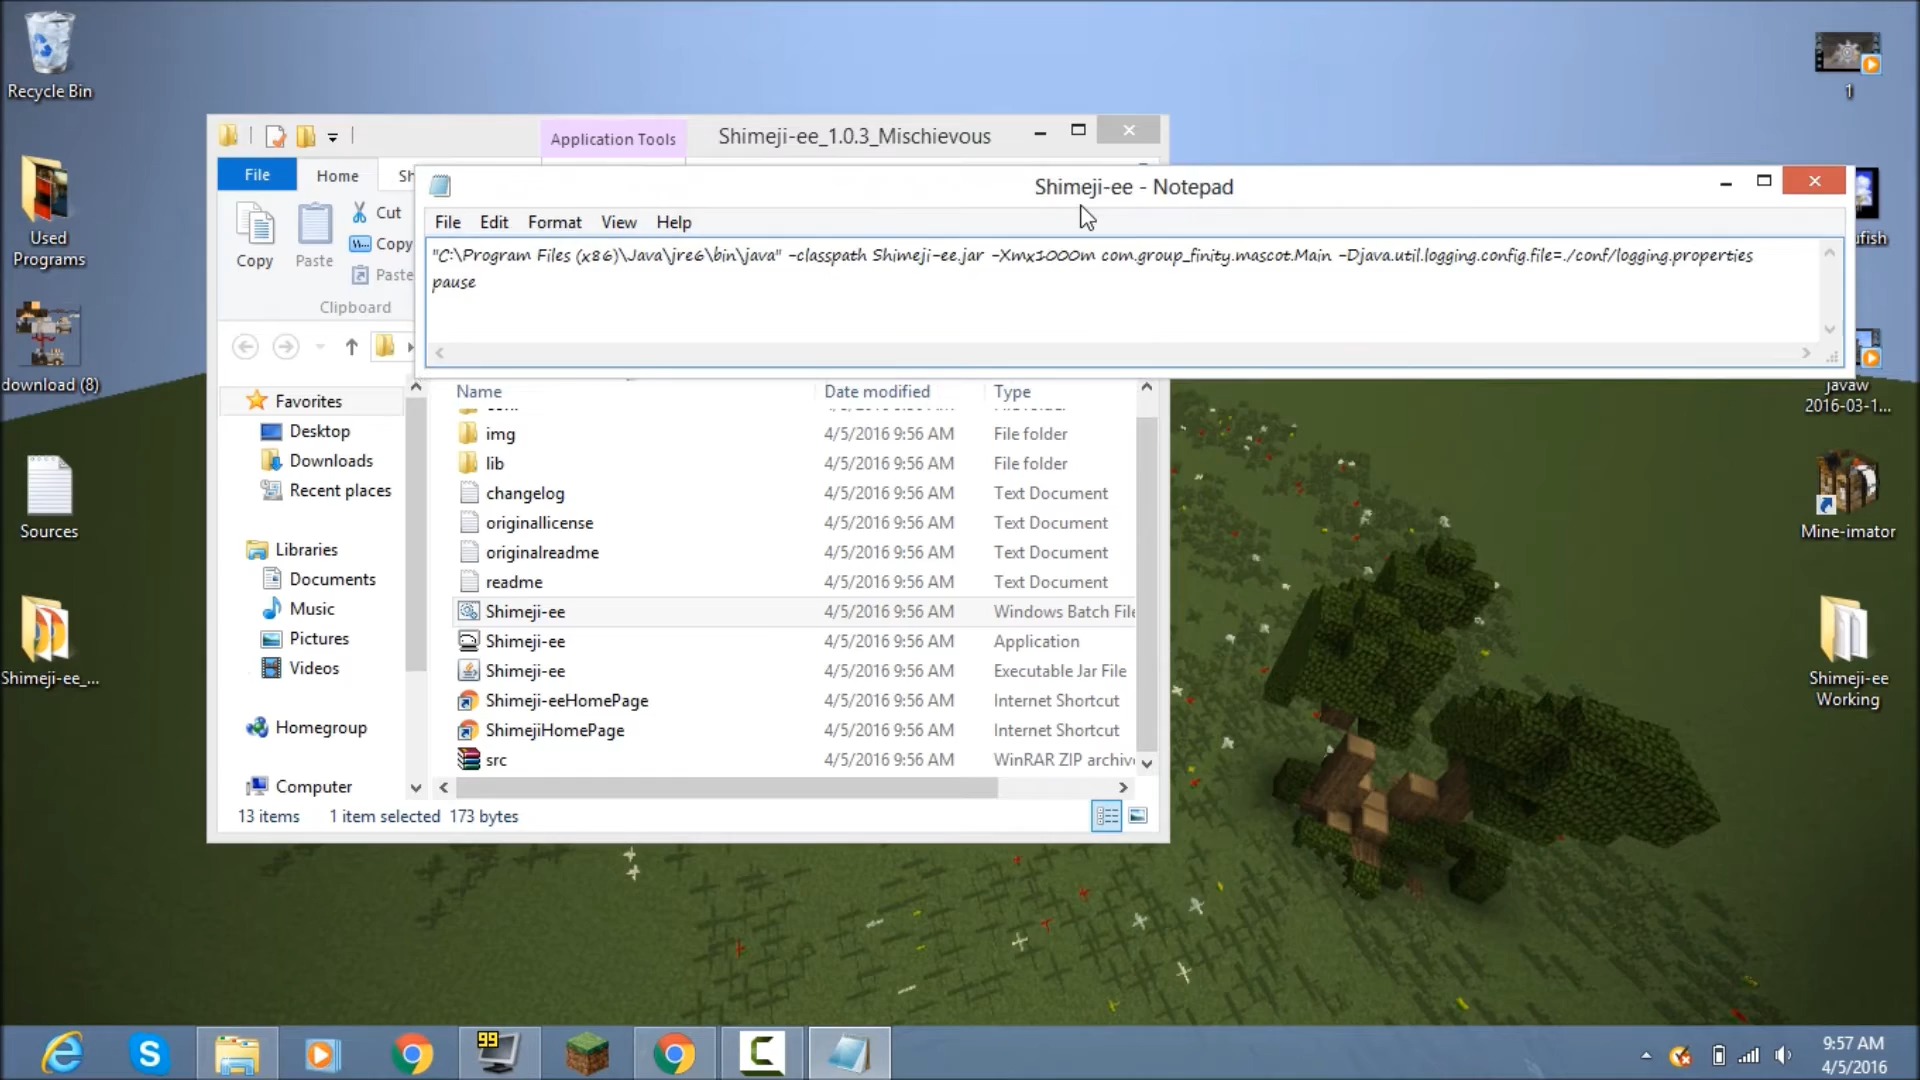 Recycle Bin
Used
Programs
download (8)
Sources
Shimeji-ee_...
1
javaw
2016-03-1...
Mine-imator
Shimeji-ee
Working
Application Tools
Shimeji-ee_1.0.3_Mischievous
File
Home
Cut
Copy
Copy
Paste
Clipboard
Shimeji-ee - Notepad
File Edit Format View Help
"C:\Program Files (x86)\Java\jre6\bin\java" -classpath Shimeji-ee.jar -Xmx1000m com.group_finity.mascot.Main -Djava.util.logging.config.file=./conf/logging.properties
pause
Favorites
Desktop
Downloads
Recent places
Libraries
Documents
Music
Pictures
Videos
Homegroup
Computer
Name Date modified Type
img 4/5/2016 9:56 AM File folder
lib 4/5/2016 9:56 AM File folder
changelog 4/5/2016 9:56 AM Text Document
originallicense 4/5/2016 9:56 AM Text Document
originalreadme 4/5/2016 9:56 AM Text Document
readme 4/5/2016 9:56 AM Text Document
Shimeji-ee 4/5/2016 9:56 AM Windows Batch File
Shimeji-ee 4/5/2016 9:56 AM Application
Shimeji-ee 4/5/2016 9:56 AM Executable Jar File
Shimeji-eeHomePage 4/5/2016 9:56 AM Internet Shortcut
ShimejiHomePage 4/5/2016 9:56 AM Internet Shortcut
src 4/5/2016 9:56 AM WinRAR ZIP archiv
13 items 1 item selected 173 bytes
99
9:57 AM
4/5/2016